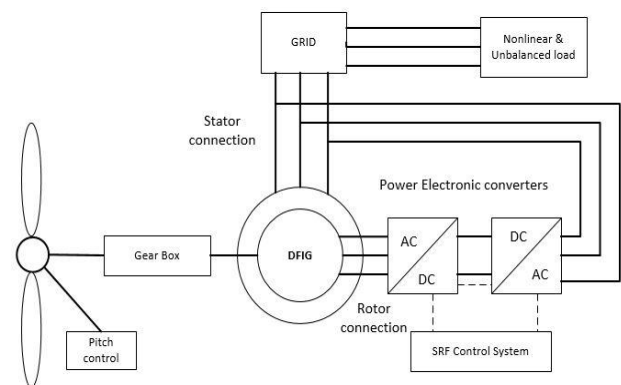 GRID
Nonlinear &
Unbalanced load
Stator
connection
Power Electronic converters
Gear Box
DFIG
AC
DC
DC
AC
Rotor
connection
Pitch
control
SRF Control System